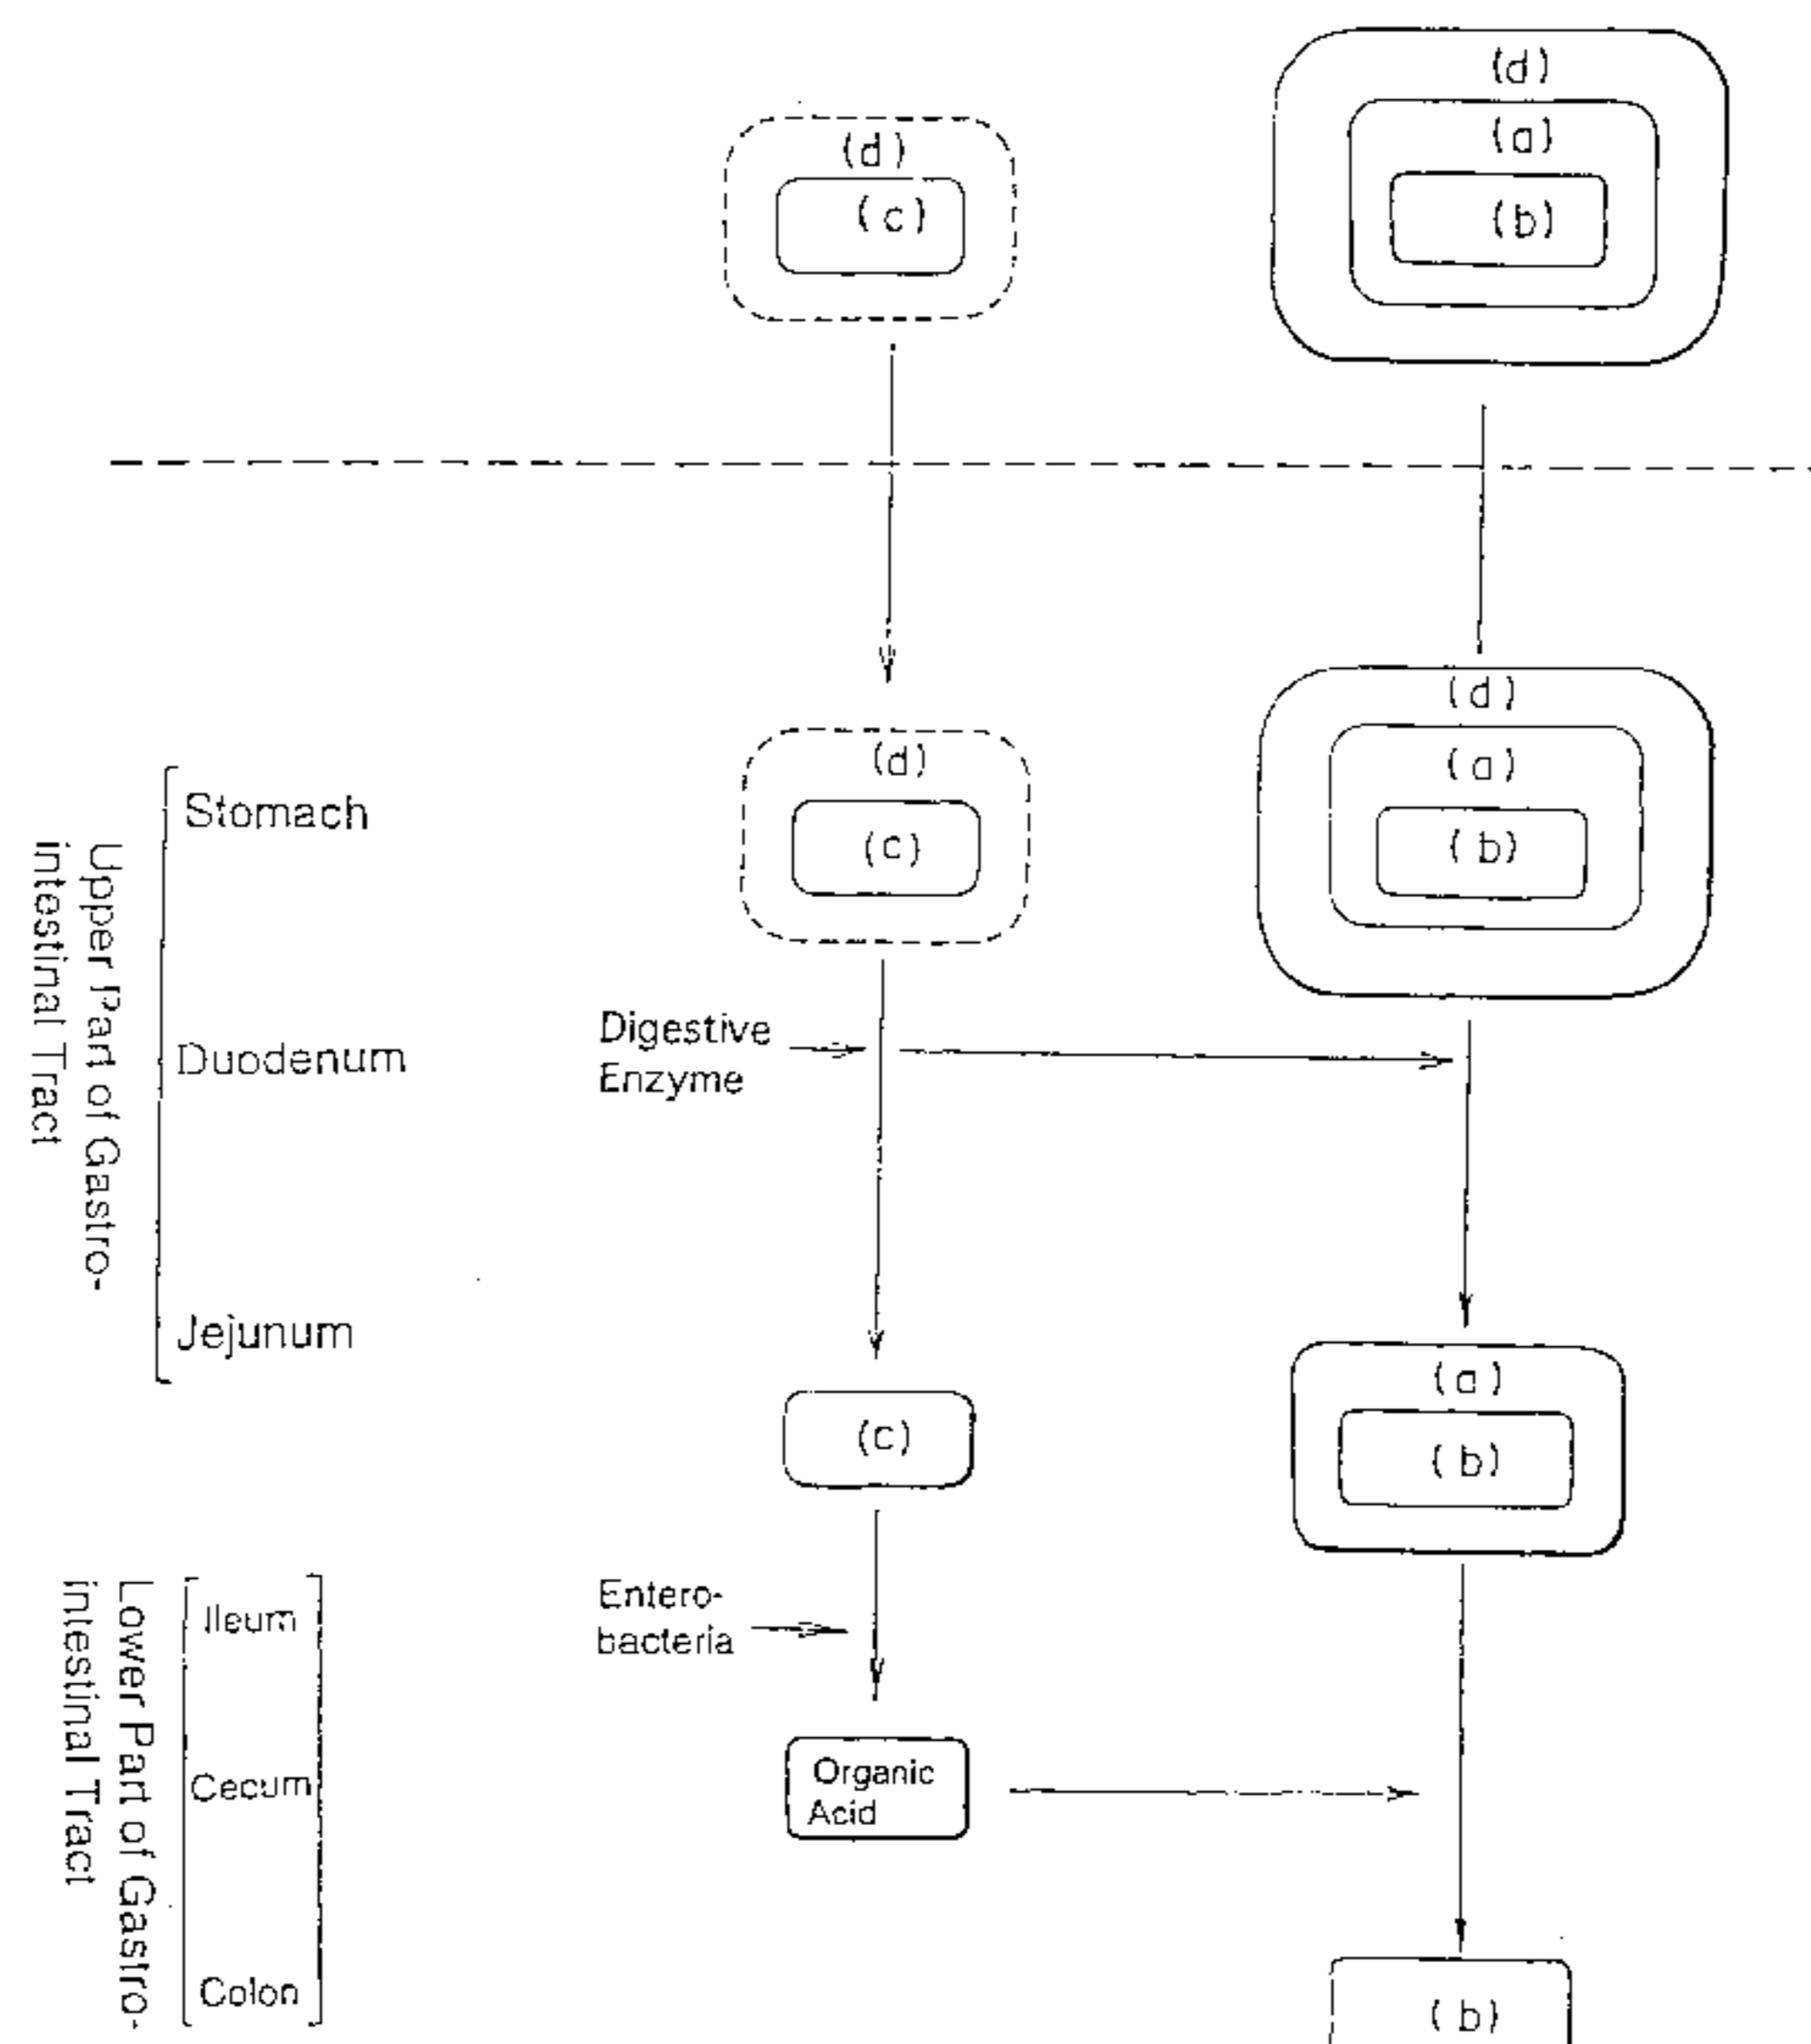 (d)
(a)
(b)
(d)
(c)
(d)
(a)
(b)
(d)
(c)
Upper Part of Gastro-
intestinal Tract
Stomach
Duodenum
Jejunum
Digestive
Enzyme
(c)
(a)
(b)
Lower Part of Gastro-
intestinal Tract
Ileum
Cecum
Colon
Entero-
bacteria
Organic
Acid
(b)